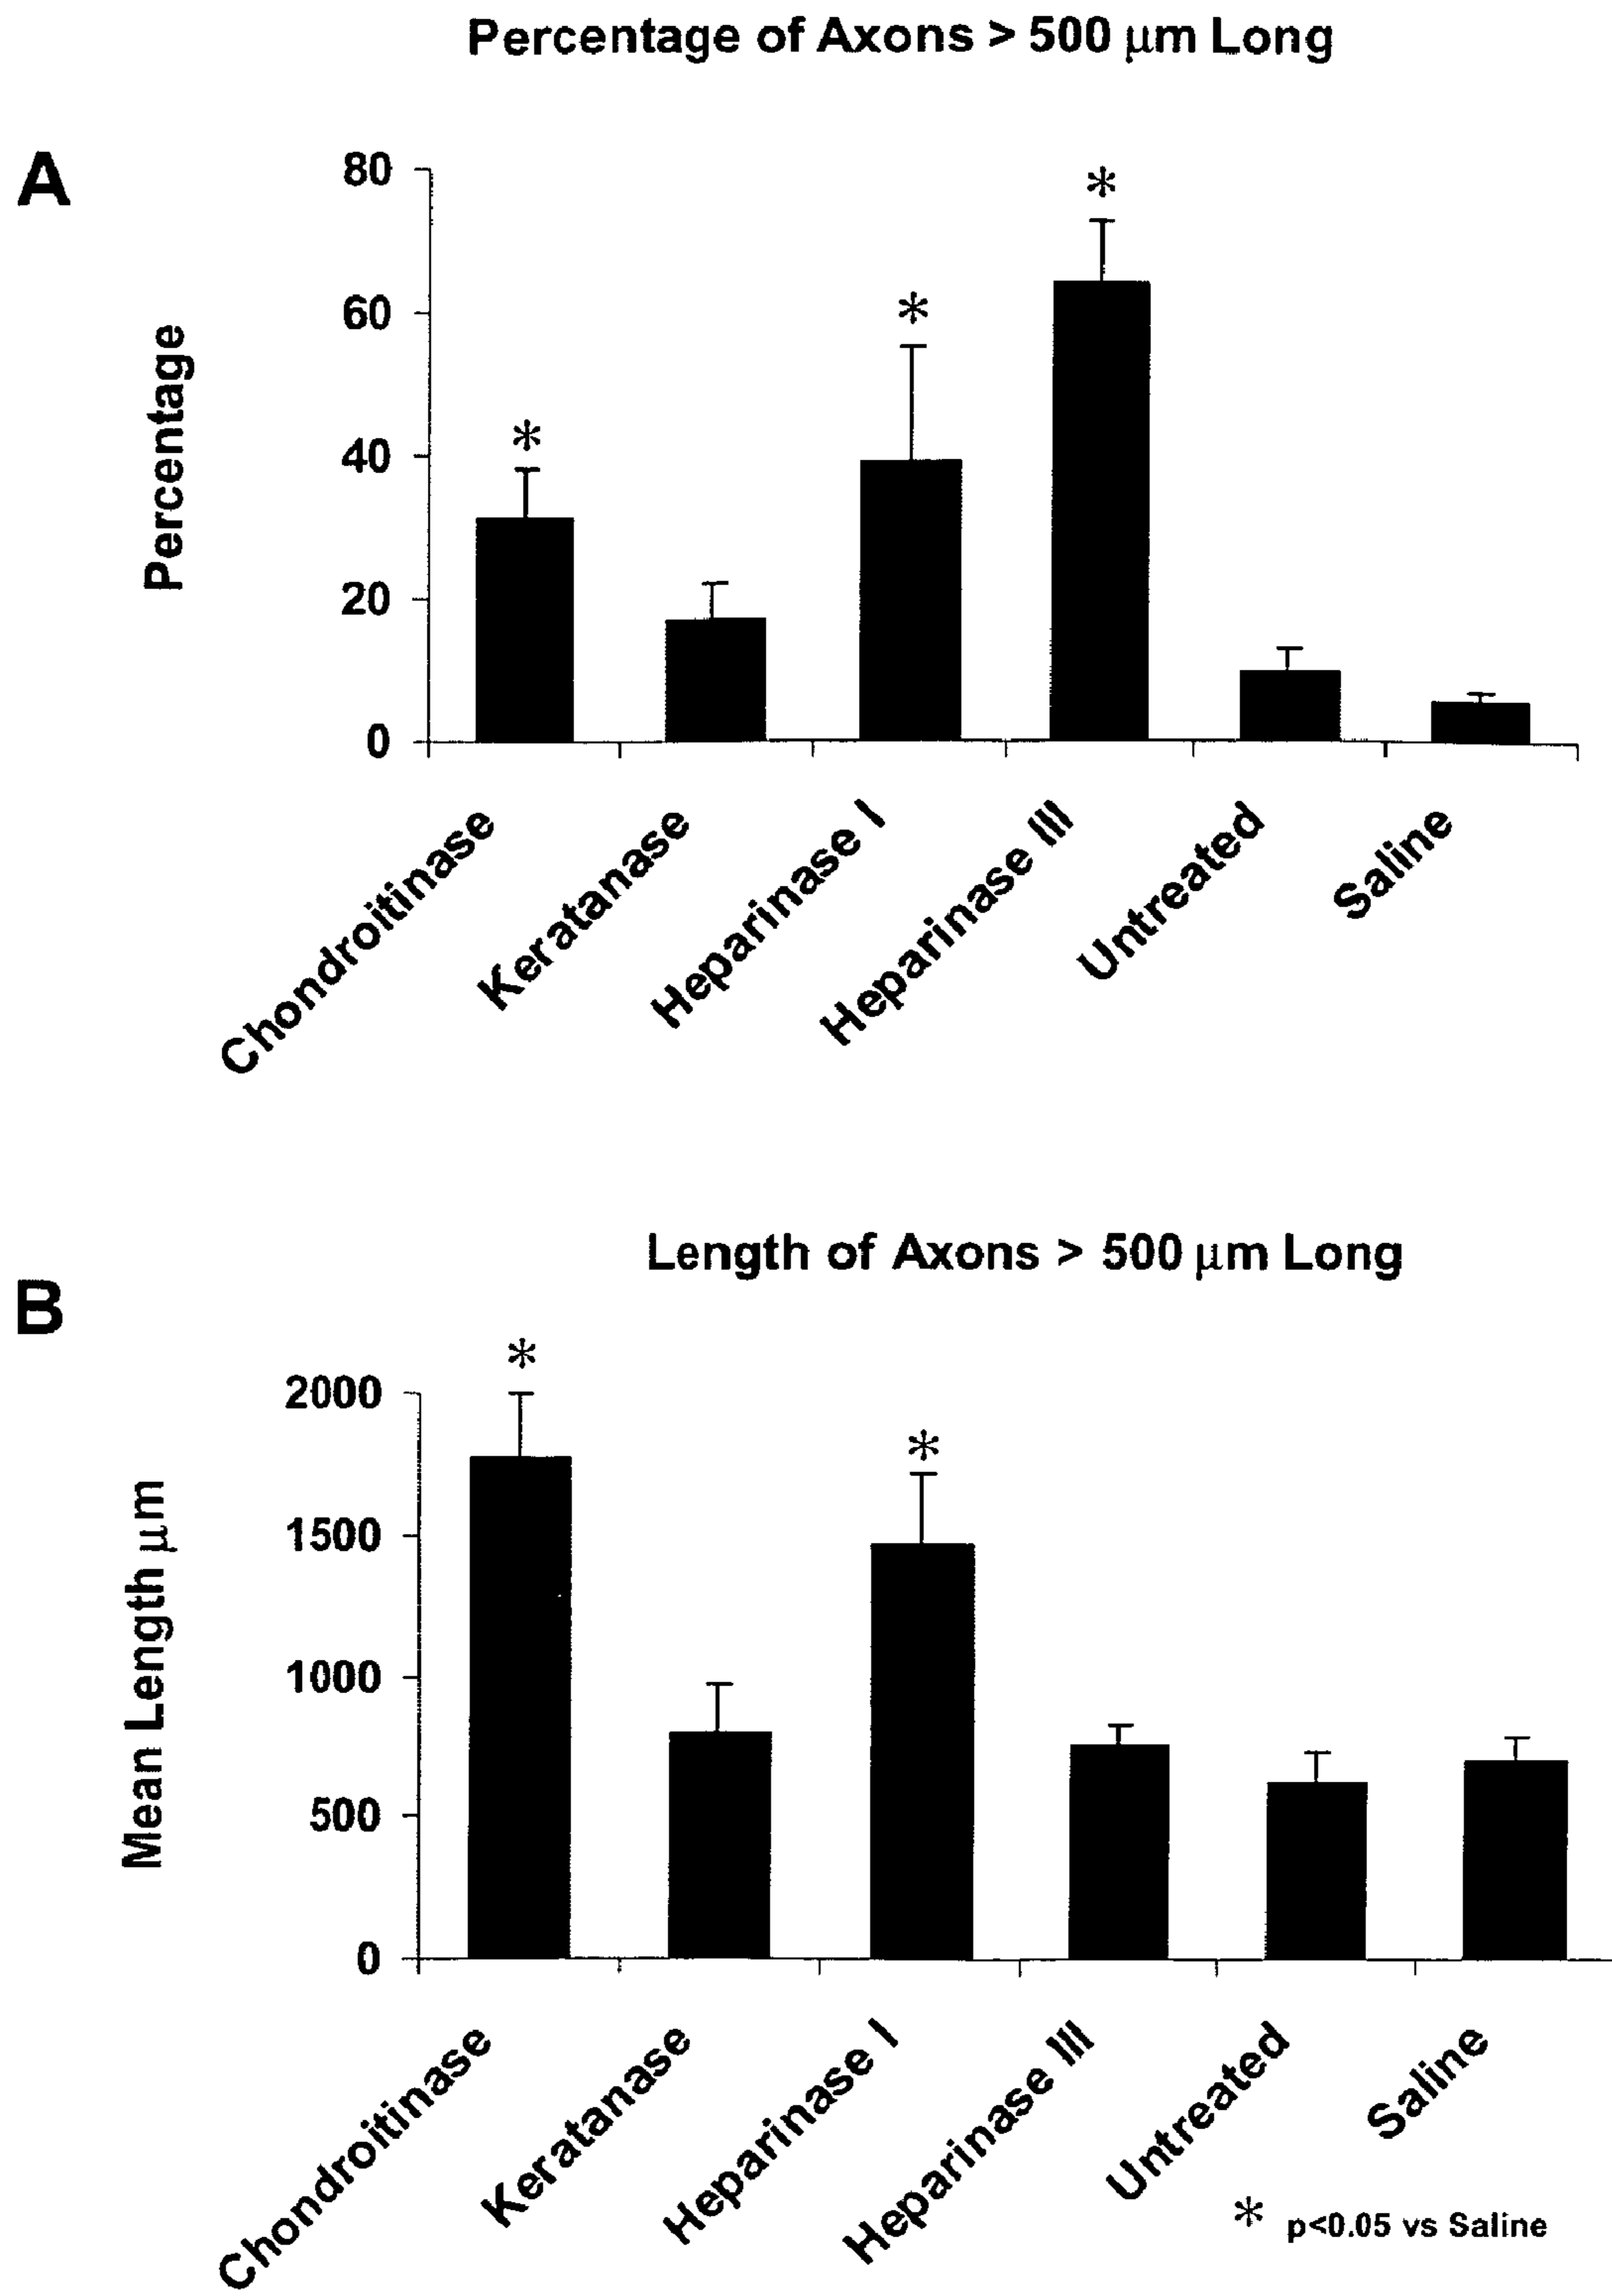 Percentage of Axons > 500 μm Long
A
Percentage
80
60
40
20
0
Chondroitinase
Keratanase
Heparinase I
Heparinase III
Untreated
Saline
*
*
*
Length of Axons > 500 μm Long
B
Mean Length μm
2000
1500
1000
500
0
*
*
Chondroitinase
Keratanase
Heparinase I
Heparinase III
Untreated
Saline
* p<0.05 vs Saline